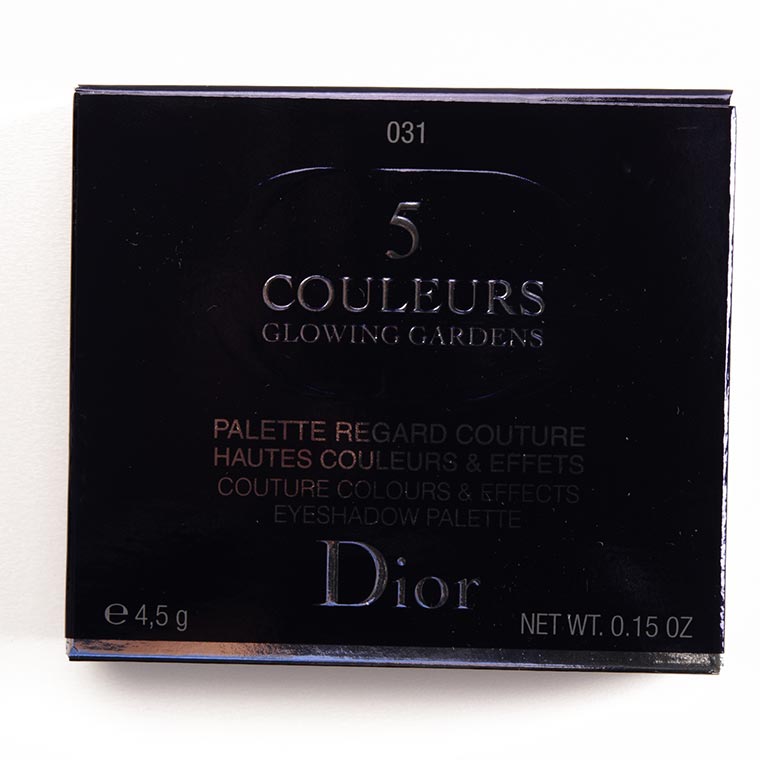 031
5
COULEURS
GLOWING GARDENS
PALETTE REGARD COUTURE
HAUTES COULEURS & EFFETS
COUTURE COLOURS & EFFECTS
EYESHADOW PALETTE
Dior
℮ 4,5 g NET WT. 0.15 OZ